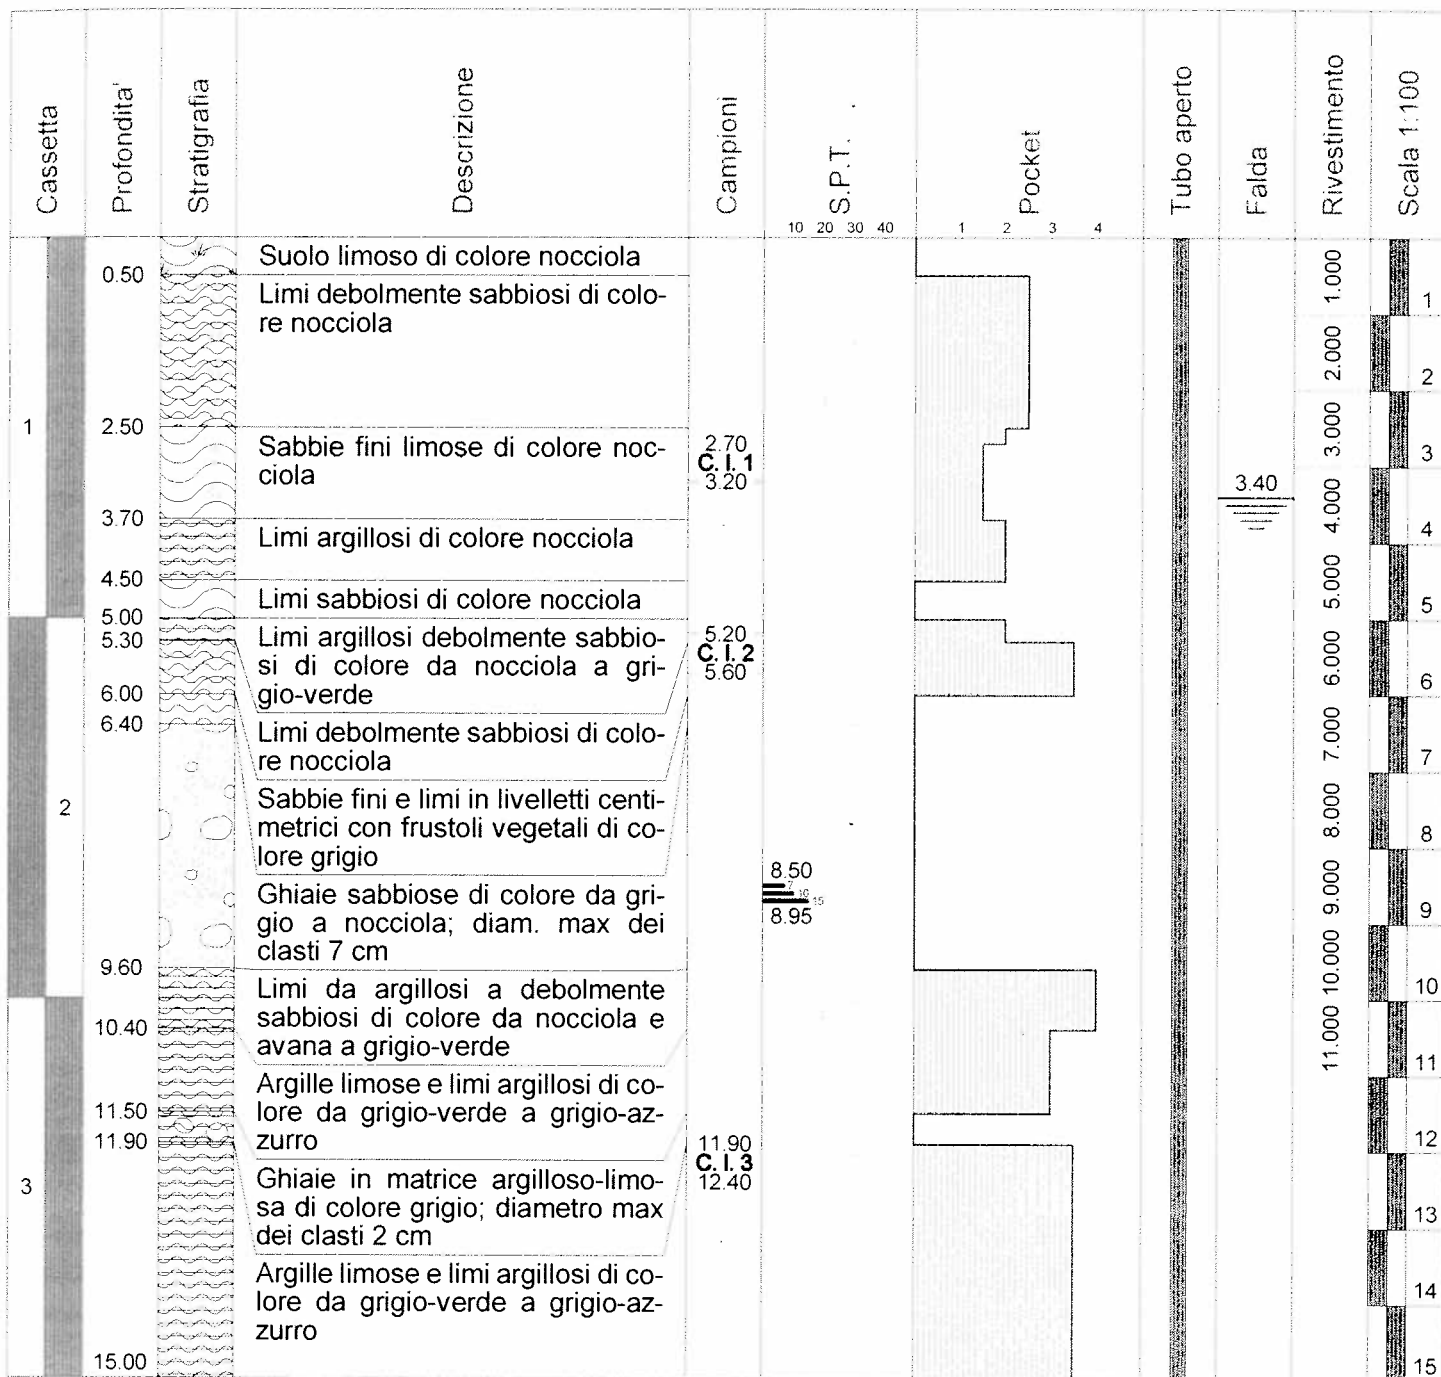 Cassetta
Profondita'
Stratigrafia
Descrizione
Campioni
S.P.T.
Pocket
Tubo aperto
Falda
Rivestimento
Scala 1:100
10 20 30 40
1 2 3 4
Suolo limoso di colore nocciola
0.50
Limi debolmente sabbiosi di colo-
re nocciola
1
2.50
Sabbie fini limose di colore noc-
ciola
2.70
C. I. 1
3.20
3.40
3.70
Limi argillosi di colore nocciola
4.50
Limi sabbiosi di colore nocciola
5.00
5.30
Limi argillosi debolmente sabbio-
si di colore da nocciola a gri-
gio-verde
5.20
C. I. 2
5.60
6.00
6.40
Limi debolmente sabbiosi di colo-
re nocciola
2
Sabbie fini e limi in livelletti centi-
metrici con frustoli vegetali di co-
lore grigio
Ghiaie sabbiose di colore da gri-
gio a nocciola; diam. max dei
clasti 7 cm
8.50
7
10
15
8.95
9.60
Limi da argillosi a debolmente
sabbiosi di colore da nocciola e
avana a grigio-verde
10.40
Argille limose e limi argillosi di co-
lore da grigio-verde a grigio-az-
zurro
11.50
11.90
11.90
C. I. 3
12.40
3
Ghiaie in matrice argilloso-limo-
sa di colore grigio; diametro max
dei clasti 2 cm
Argille limose e limi argillosi di co-
lore da grigio-verde a grigio-az-
zurro
15.00
1.000
2.000
3.000
4.000
5.000
6.000
7.000
8.000
9.000
10.000
11.000
1
2
3
4
5
6
7
8
9
10
11
12
13
14
15